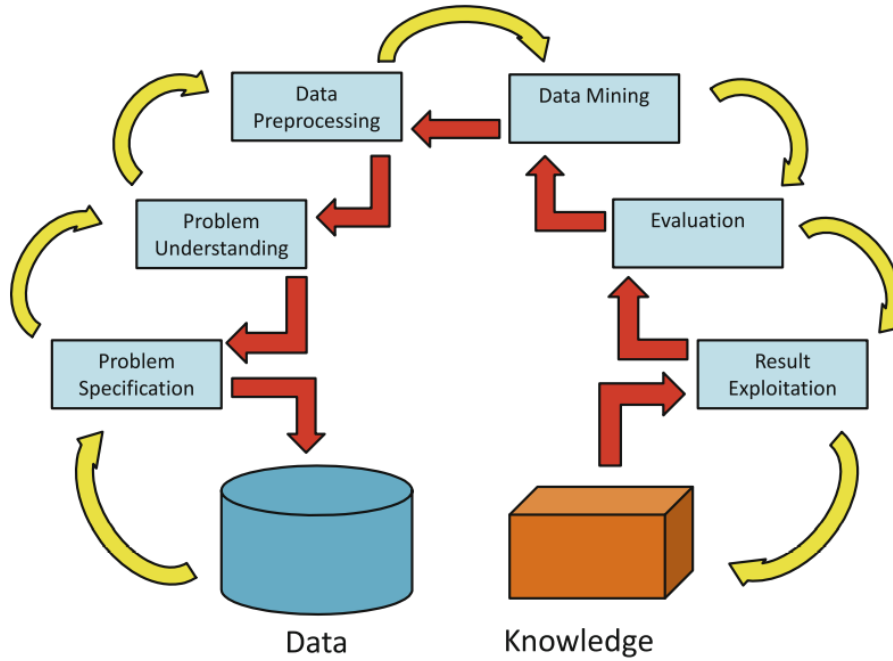 Data
Preprocessing
Data Mining
Problem
Understanding
Evaluation
Problem
Specification
Result
Exploitation
Data
Knowledge